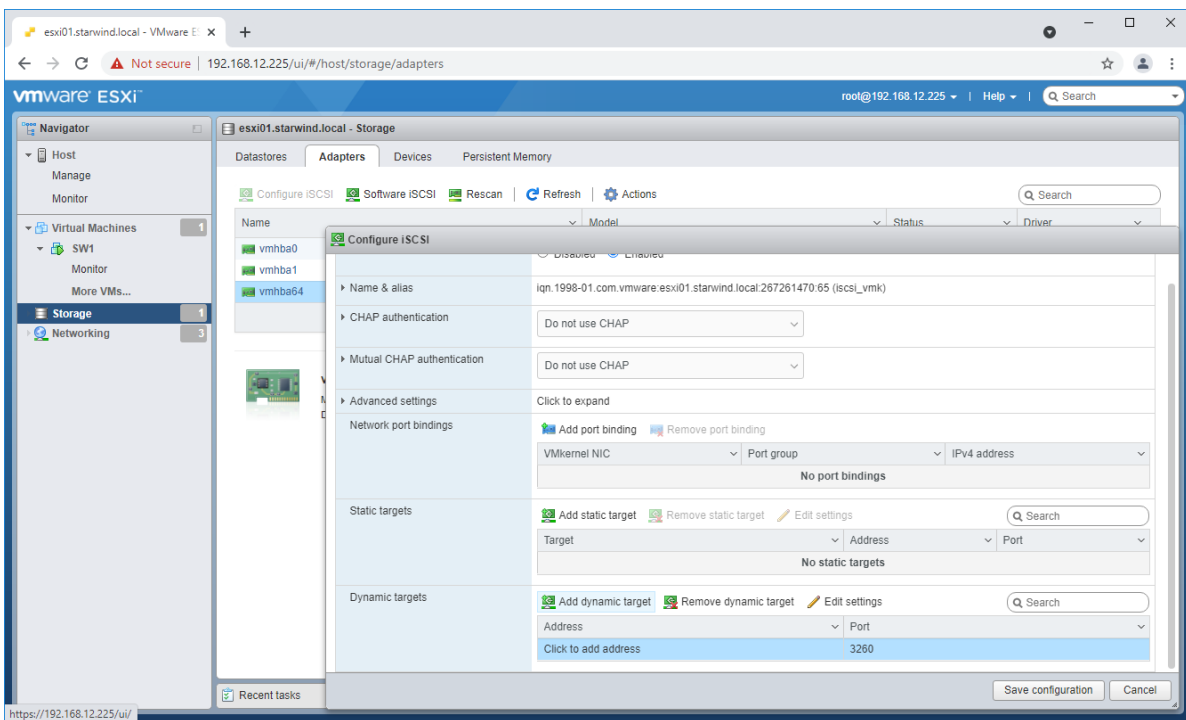 esxi01.starwind.local - VMware E
Not secure | 192.168.12.225/ui/#/host/storage/adapters
vmware ESXi™
root@192.168.12.225 | Help | Search
Navigator
Host
Manage
Monitor
Virtual Machines 1
SW1
Monitor
More VMs...
Storage 1
Networking 3
esxi01.starwind.local - Storage
Datastores Adapters Devices Persistent Memory
Configure iSCSI Software iSCSI Rescan | Refresh | Actions Search
Name Model Status Driver
vmhba0
vmhba1
vmhba64
Configure iSCSI
Disabled Enabled
Name & alias iqn.1998-01.com.vmware:esxi01.starwind.local:267261470:65 (iscsi_vmk)
CHAP authentication Do not use CHAP
Mutual CHAP authentication Do not use CHAP
Advanced settings Click to expand
Network port bindings Add port binding Remove port binding
VMkernel NIC Port group IPv4 address
No port bindings
Static targets Add static target Remove static target Edit settings Search
Target Address Port
No static targets
Dynamic targets Add dynamic target Remove dynamic target Edit settings Search
Address Port
Click to add address 3260
Save configuration Cancel
Recent tasks
https://192.168.12.225/ui/